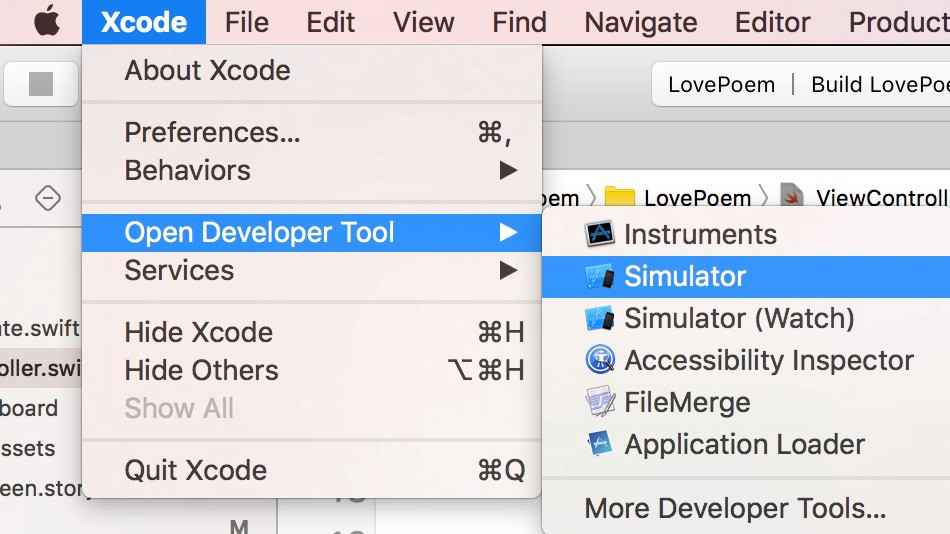 Xcode File Edit View Find Navigate Editor Product
LovePoem | Build LovePoe
About Xcode
Preferences... ⌘,
Behaviors ▶
em 〉 LovePoem 〉 ViewControll
Open Developer Tool ▶
Instruments
Services ▶
Simulator
Simulator (Watch)
ate.swift
Hide Xcode ⌘H
Accessibility Inspector
oller.swi
Hide Others ⌥⌘H
FileMerge
board
Show All
Application Loader
ssets
Quit Xcode ⌘Q
een.story
More Developer Tools...
M